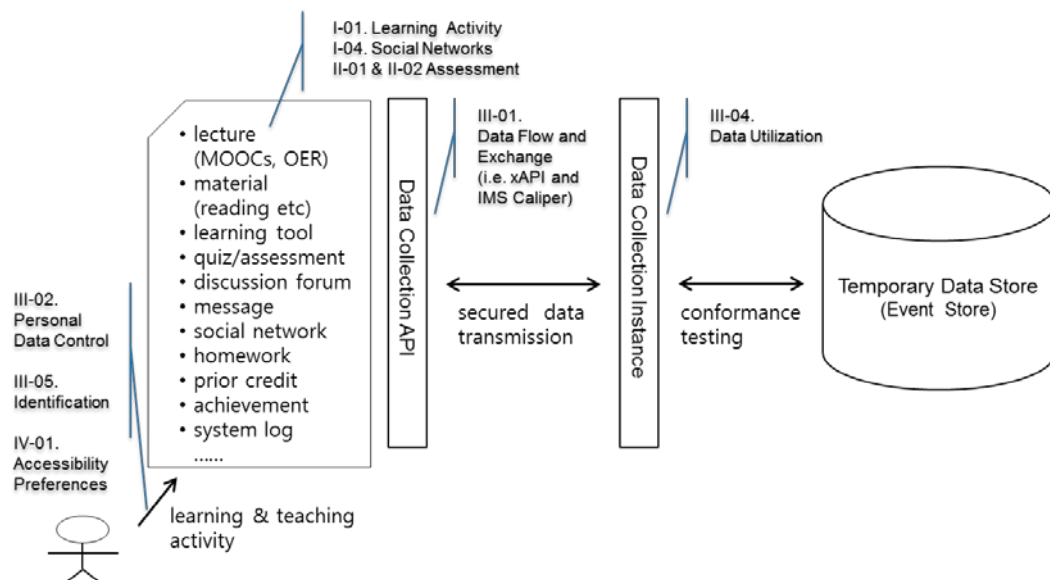 I-01. Learning Activity
I-04. Social Networks
II-01 & II-02 Assessment
• lecture
(MOOCs, OER)
• material
(reading etc)
• learning tool
• quiz/assessment
• discussion forum
• message
• social network
• homework
• prior credit
• achievement
• system log
......
Data Collection API
III-01.
Data Flow and
Exchange
(i.e. xAPI and
IMS Caliper)
secured data
transmission
Data Collection Instance
III-04.
Data Utilization
conformance
testing
Temporary Data Store
(Event Store)
III-02.
Personal
Data Control
III-05.
Identification
IV-01.
Accessibility
Preferences
learning & teaching
activity